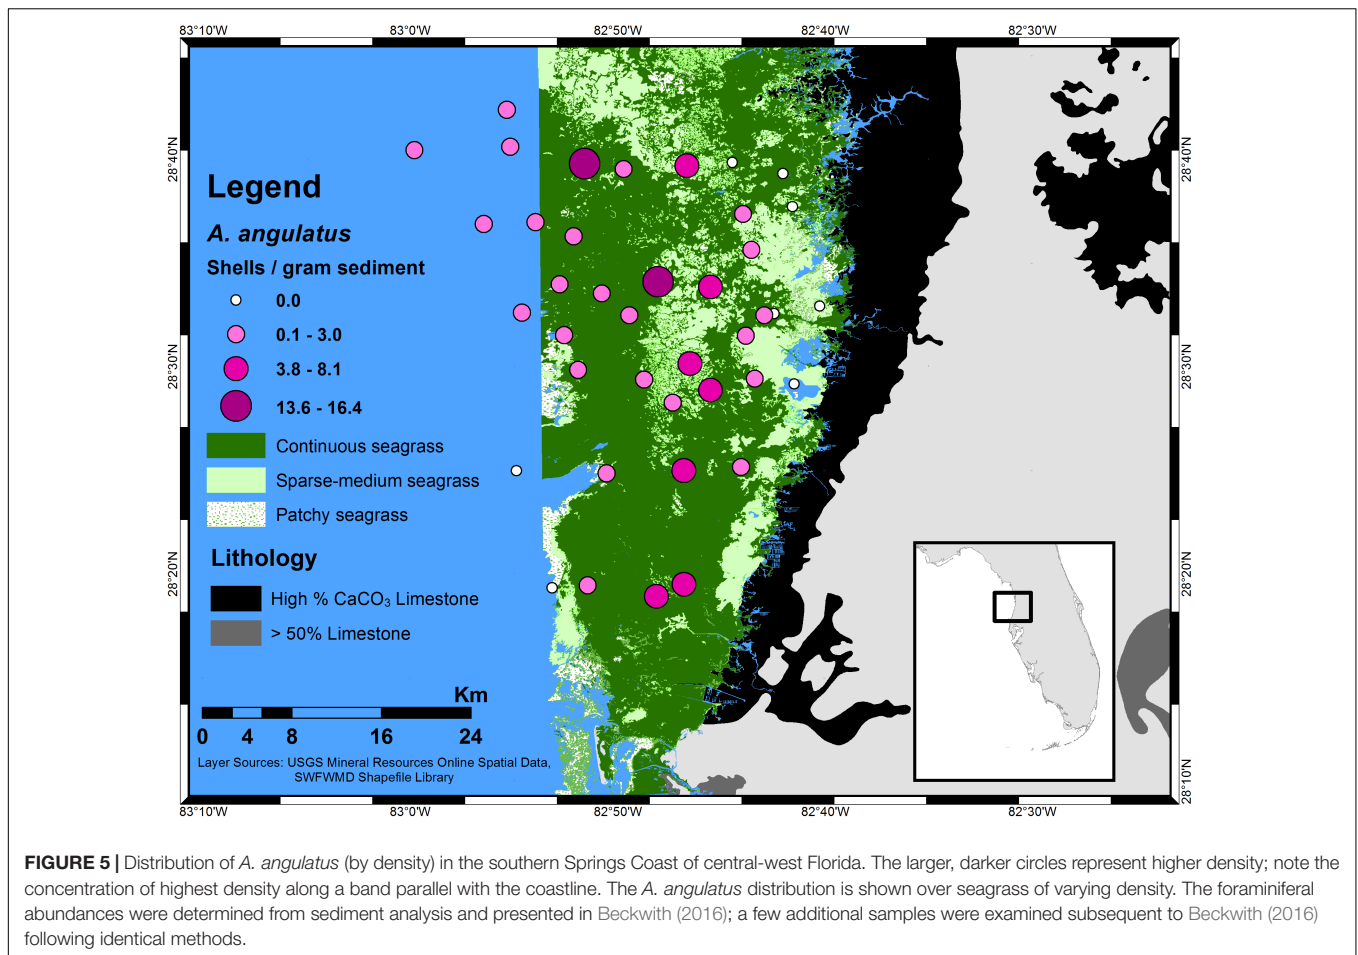 83°10'W 83°0'W 82°50'W 82°40'W 82°30'W
28°40'N 28°40'N
Legend
A. angulatus
Shells / gram sediment
0.0
0.1 - 3.0
3.8 - 8.1
13.6 - 16.4
28°30'N 28°30'N
Continuous seagrass
Sparse-medium seagrass
Patchy seagrass
Lithology
28°20'N 28°20'N
High % CaCO₃ Limestone
> 50% Limestone
Km
0 4 8 16 24
Layer Sources: USGS Mineral Resources Online Spatial Data,
SWFWMD Shapefile Library
28°10'N
83°10'W 83°0'W 82°50'W 82°40'W 82°30'W
FIGURE 5 | Distribution of A. angulatus (by density) in the southern Springs Coast of central-west Florida. The larger, darker circles represent higher density; note the
concentration of highest density along a band parallel with the coastline. The A. angulatus distribution is shown over seagrass of varying density. The foraminiferal
abundances were determined from sediment analysis and presented in Beckwith (2016); a few additional samples were examined subsequent to Beckwith (2016)
following identical methods.